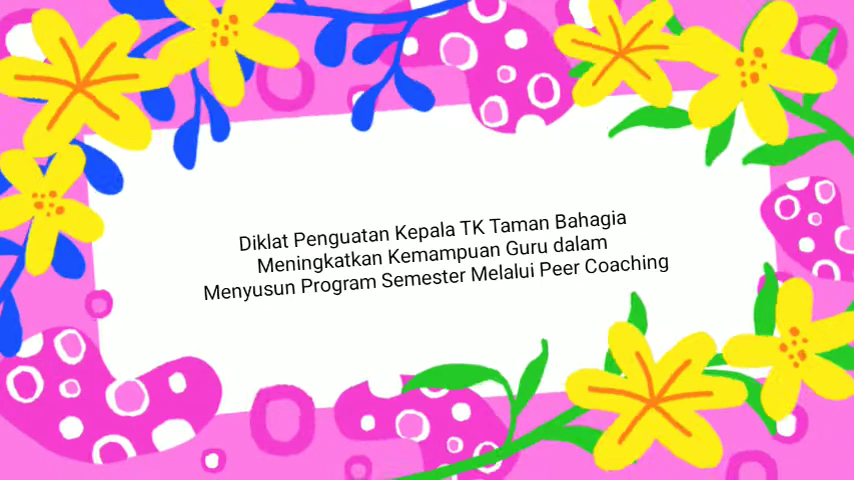 Diklat Penguatan Kepala TK Taman Bahagia
Meningkatkan Kemampuan Guru dalam
Menyusun Program Semester Melalui Peer Coaching